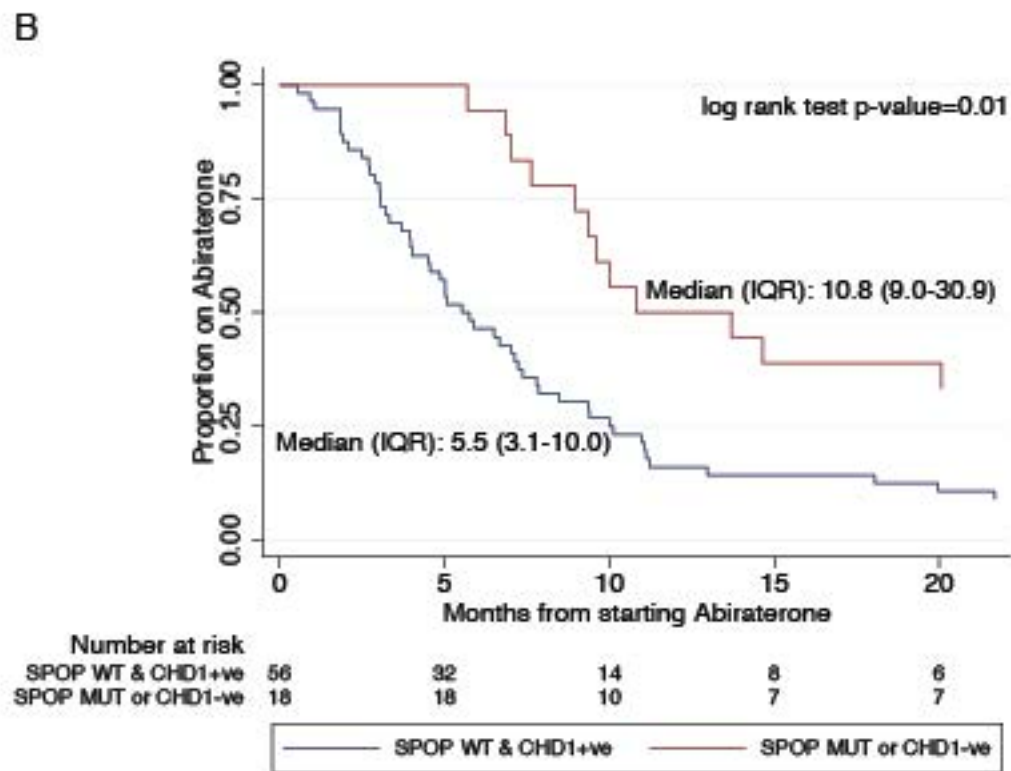 B
1.00
0.75
0.50
0.25
0.00
Proportion on Abiraterone
log rank test p-value=0.01
Median (IQR): 10.8 (9.0-30.9)
Median (IQR): 5.5 (3.1-10.0)
0 5 10 15 20
Months from starting Abiraterone
Number at risk
SPOP WT & CHD1+ve 56 32 14 8 6
SPOP MUT or CHD1-ve 18 18 10 7 7
SPOP WT & CHD1+ve SPOP MUT or CHD1-ve